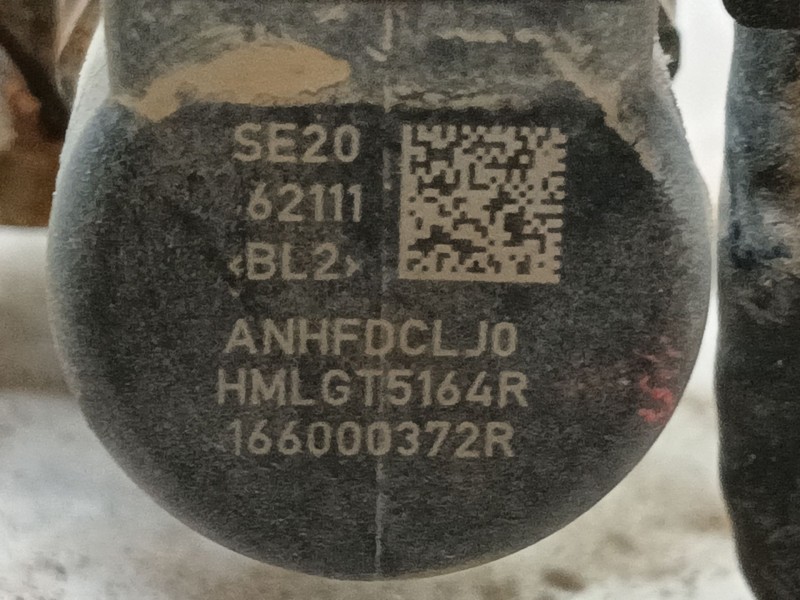 SE20
62111
<BL2>
ANHFDCLJ0
HMLGT5164R
166000372R